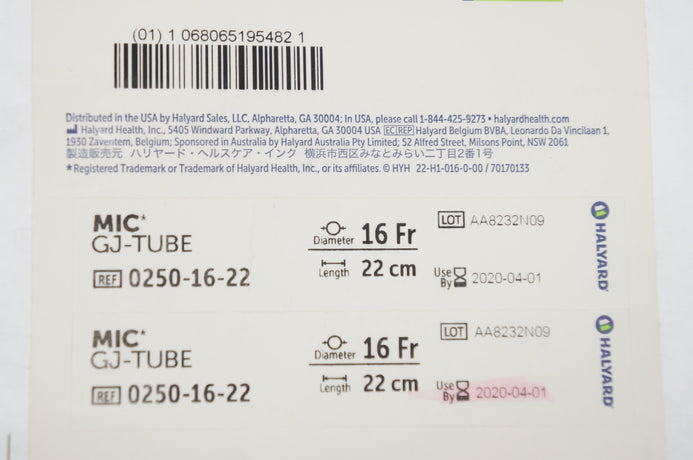 (01) 1 068065195482 1
Distributed in the USA by Halyard Sales, LLC, Alpharetta, GA 30004; In USA, please call 1-844-425-9273 • halyardhealth.com •
Halyard Health, Inc., 5405 Windward Parkway, Alpharetta, GA 30004 USA EC REP Halyard Belgium BVBA, Leonardo Da Vincilaan 1,
1930 Zaventem, Belgium; Sponsored in Australia by Halyard Australia Pty Limited; 52 Alfred Street, Milsons Point, NSW 2061
製造販売元 ハリヤード・ヘルスケア・インク 横浜市西区みなとみらい二丁目2番1号
*Registered Trademark or Trademark of Halyard Health, Inc., or its affiliates. © HYH 22-H1-016-0-00 / 70170133
MIC*
GJ-TUBE
REF 0250-16-22
Diameter 16 Fr
Length 22 cm
LOT AA8232N09
Use By 2020-04-01
HALYARD
MIC*
GJ-TUBE
REF 0250-16-22
Diameter 16 Fr
Length 22 cm
LOT AA8232N09
Use By 2020-04-01
HALYARD